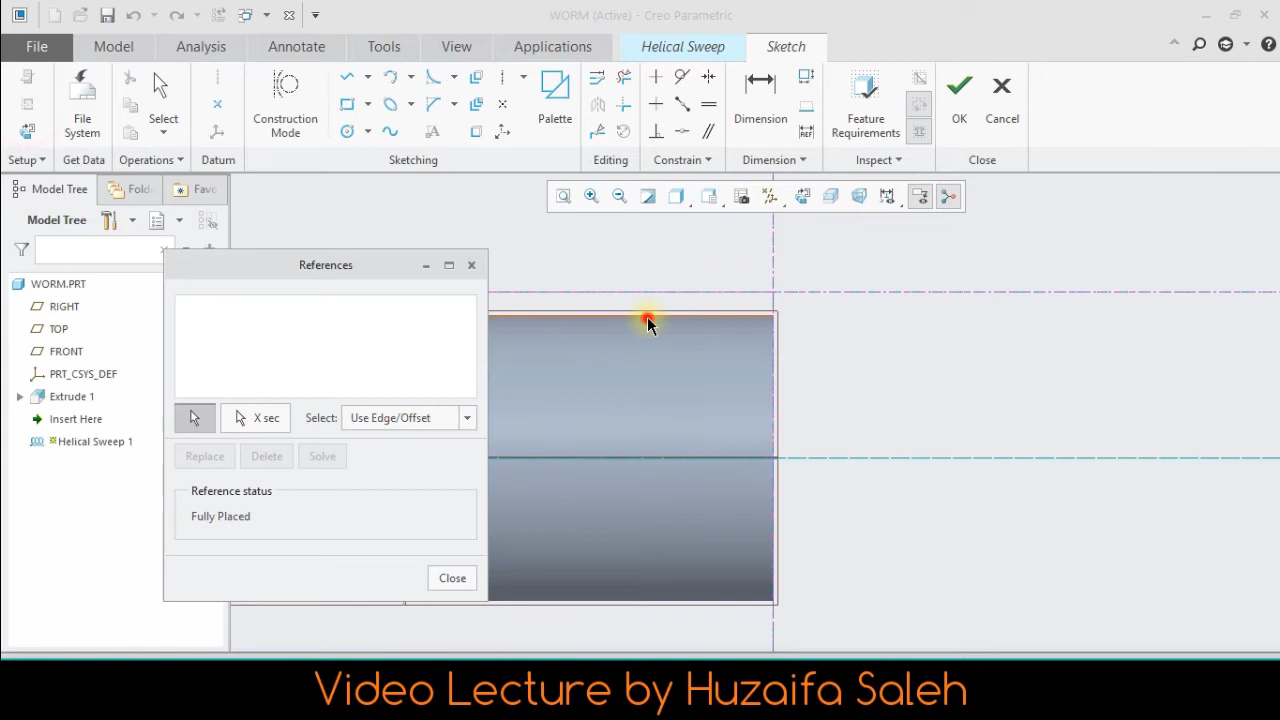 WORM (Active) - Creo Parametric
File Model Analysis Annotate Tools View Applications Helical Sweep Sketch
File System
Select
Construction Mode
Palette
Dimension
Feature Requirements
OK
Cancel
Setup Get Data Operations Datum Sketching Editing Constrain Dimension Inspect Close
Model Tree Fold Favo
Model Tree
WORM.PRT
RIGHT
TOP
FRONT
PRT_CSYS_DEF
Extrude 1
Insert Here
Helical Sweep 1
References
X sec Select: Use Edge/Offset
Replace Delete Solve
Reference status
Fully Placed
Close
Video Lecture by Huzaifa Saleh